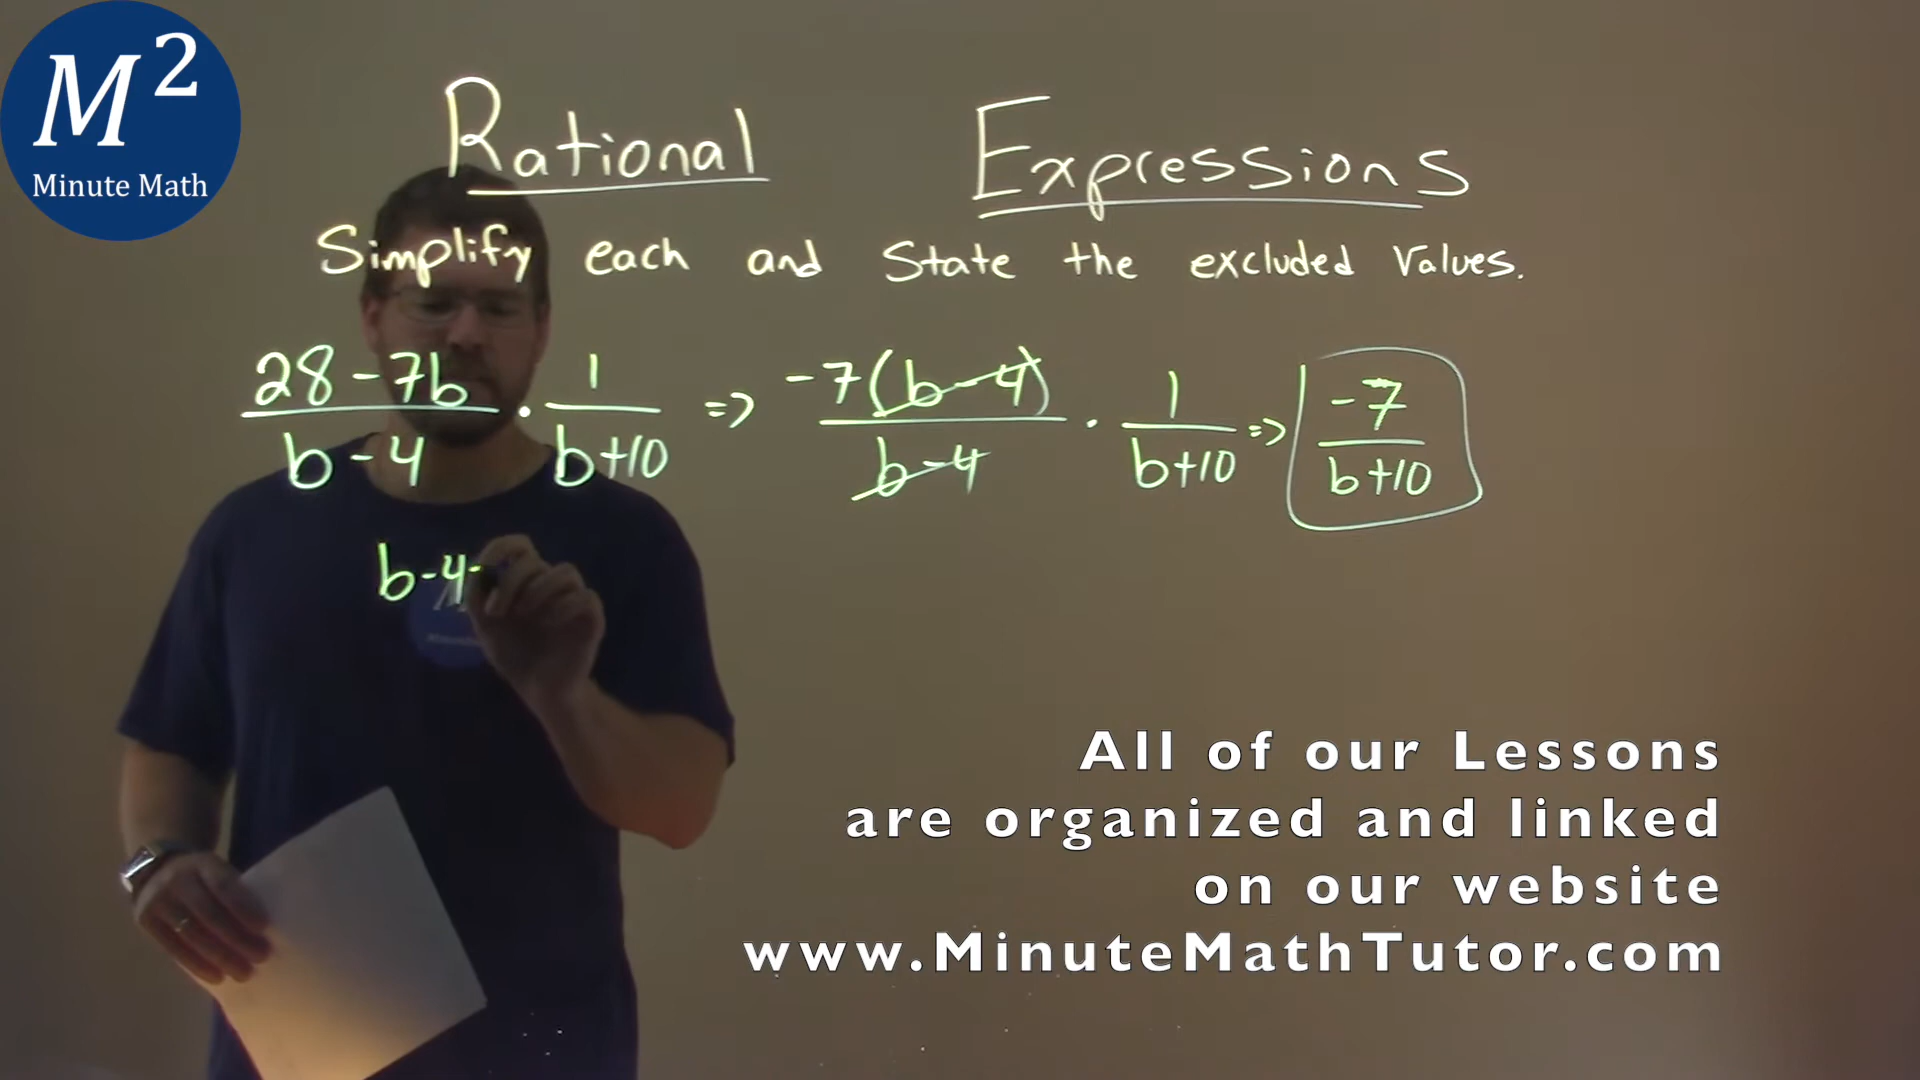 M²
Minute Math
Rational Expressions
Simplify each and State the excluded Values.
28-7b/b-4 · 1/b+10 => -7(b-4)/b-4 · 1/b+10 => -7/b+10
b-4-
All of our Lessons
are organized and linked
on our website
www.MinuteMathTutor.com